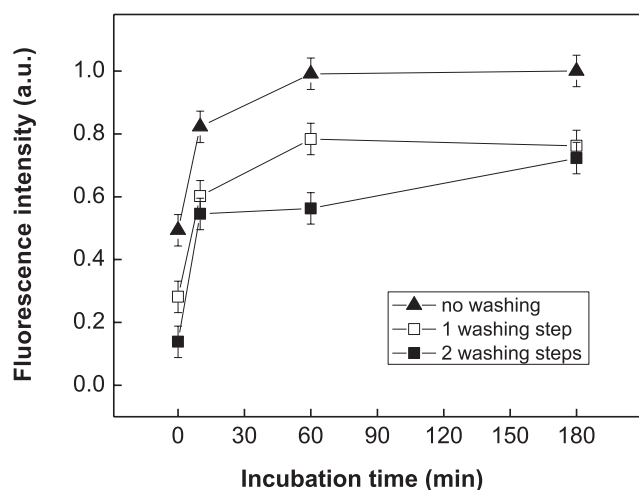 Fluorescence intensity (a.u.)
1.0
0.8
0.6
0.4
0.2
0.0
no washing
1 washing step
2 washing steps
0 30 60 90 120 150 180
Incubation time (min)